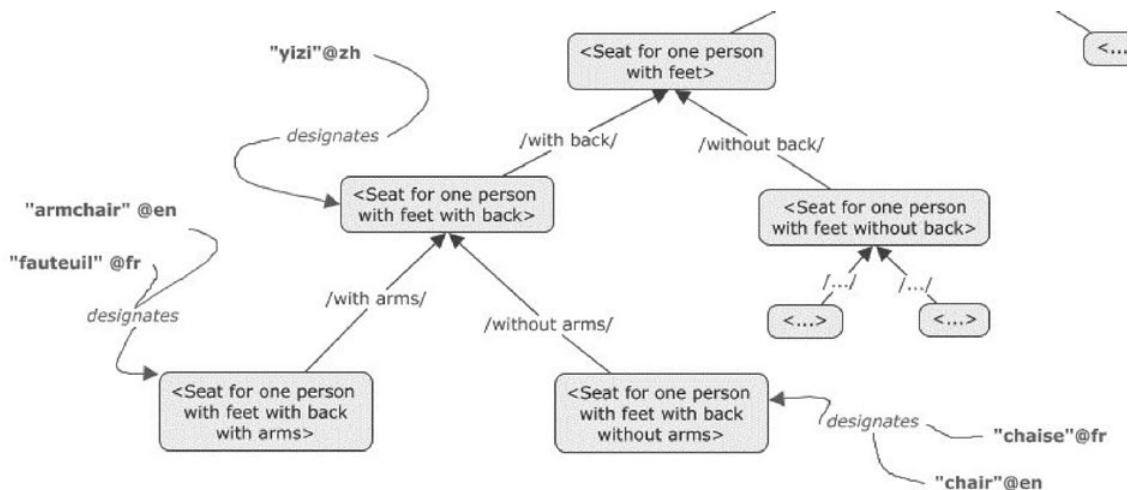 "yizi"@zh
<Seat for one person
with feet>
<...
designates
/with back/
/without back/
<Seat for one person
with feet with back>
<Seat for one person
with feet without back>
"armchair" @en
"fauteuil" @fr
designates
/with arms/
/without arms/
/.../
/.../
<...>
<...>
<Seat for one person
with feet with back
with arms>
<Seat for one person
with feet with back
without arms>
designates
"chaise"@fr
"chair"@en